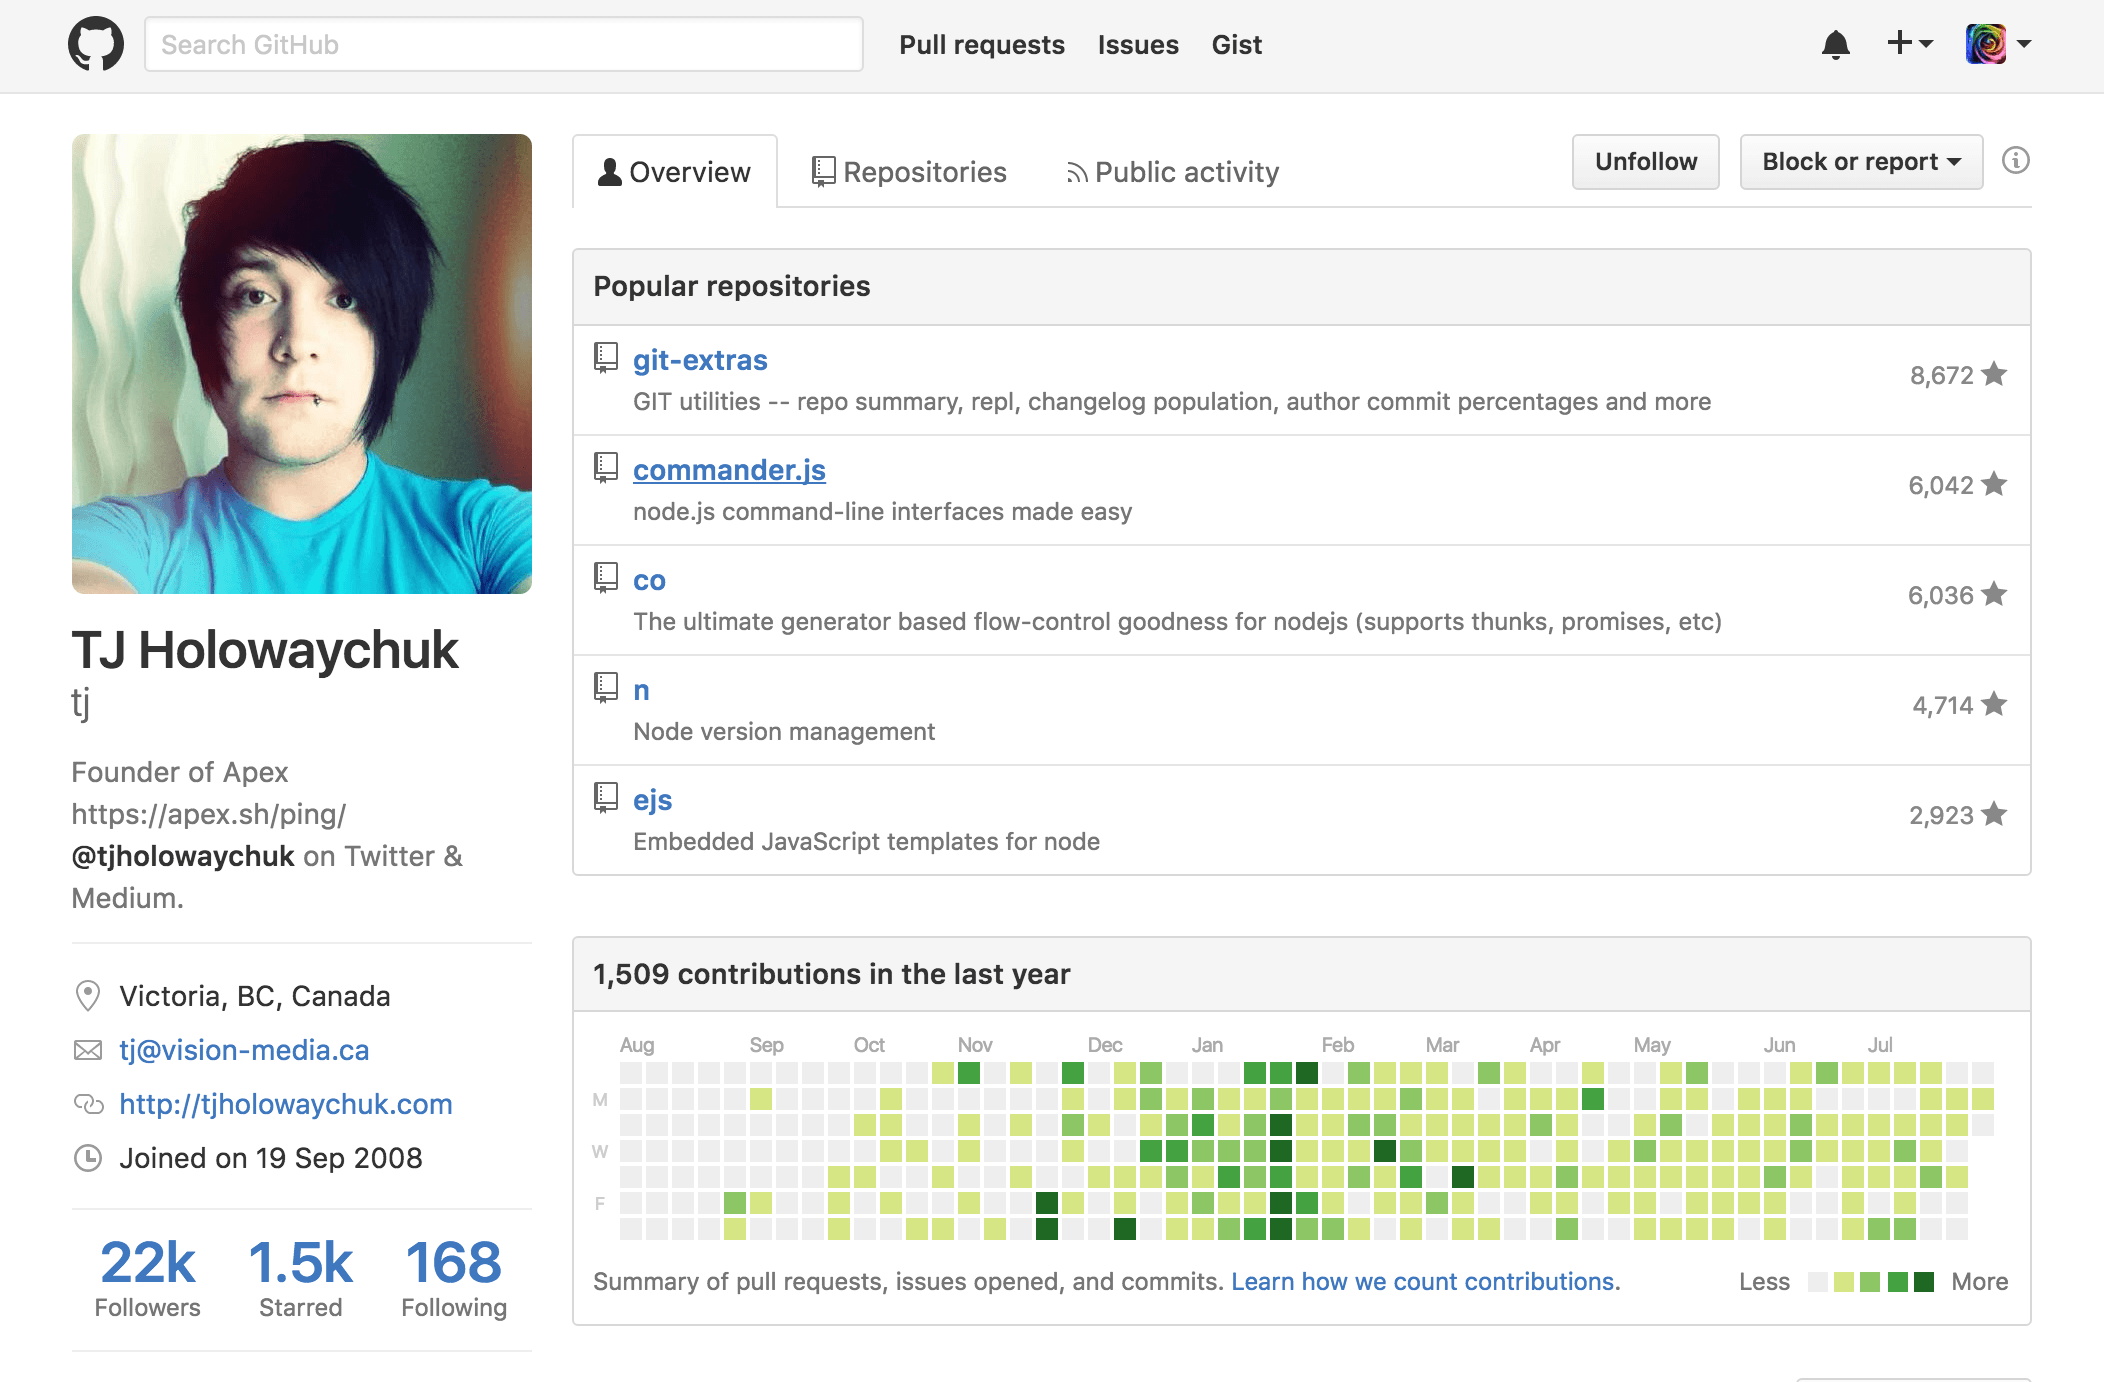 Search GitHub
Pull requests Issues Gist
Overview Repositories Public activity
Unfollow Block or report
TJ Holowaychuk
tj
Founder of Apex
https://apex.sh/ping/
@tjholowaychuk on Twitter &
Medium.
Victoria, BC, Canada
tj@vision-media.ca
http://tjholowaychuk.com
Joined on 19 Sep 2008
22k 1.5k 168
Followers Starred Following
Popular repositories
git-extras
GIT utilities -- repo summary, repl, changelog population, author commit percentages and more
8,672
commander.js
node.js command-line interfaces made easy
6,042
co
The ultimate generator based flow-control goodness for nodejs (supports thunks, promises, etc)
6,036
n
Node version management
4,714
ejs
Embedded JavaScript templates for node
2,923
1,509 contributions in the last year
Aug Sep Oct Nov Dec Jan Feb Mar Apr May Jun Jul
M
W
F
Summary of pull requests, issues opened, and commits. Learn how we count contributions.
Less More